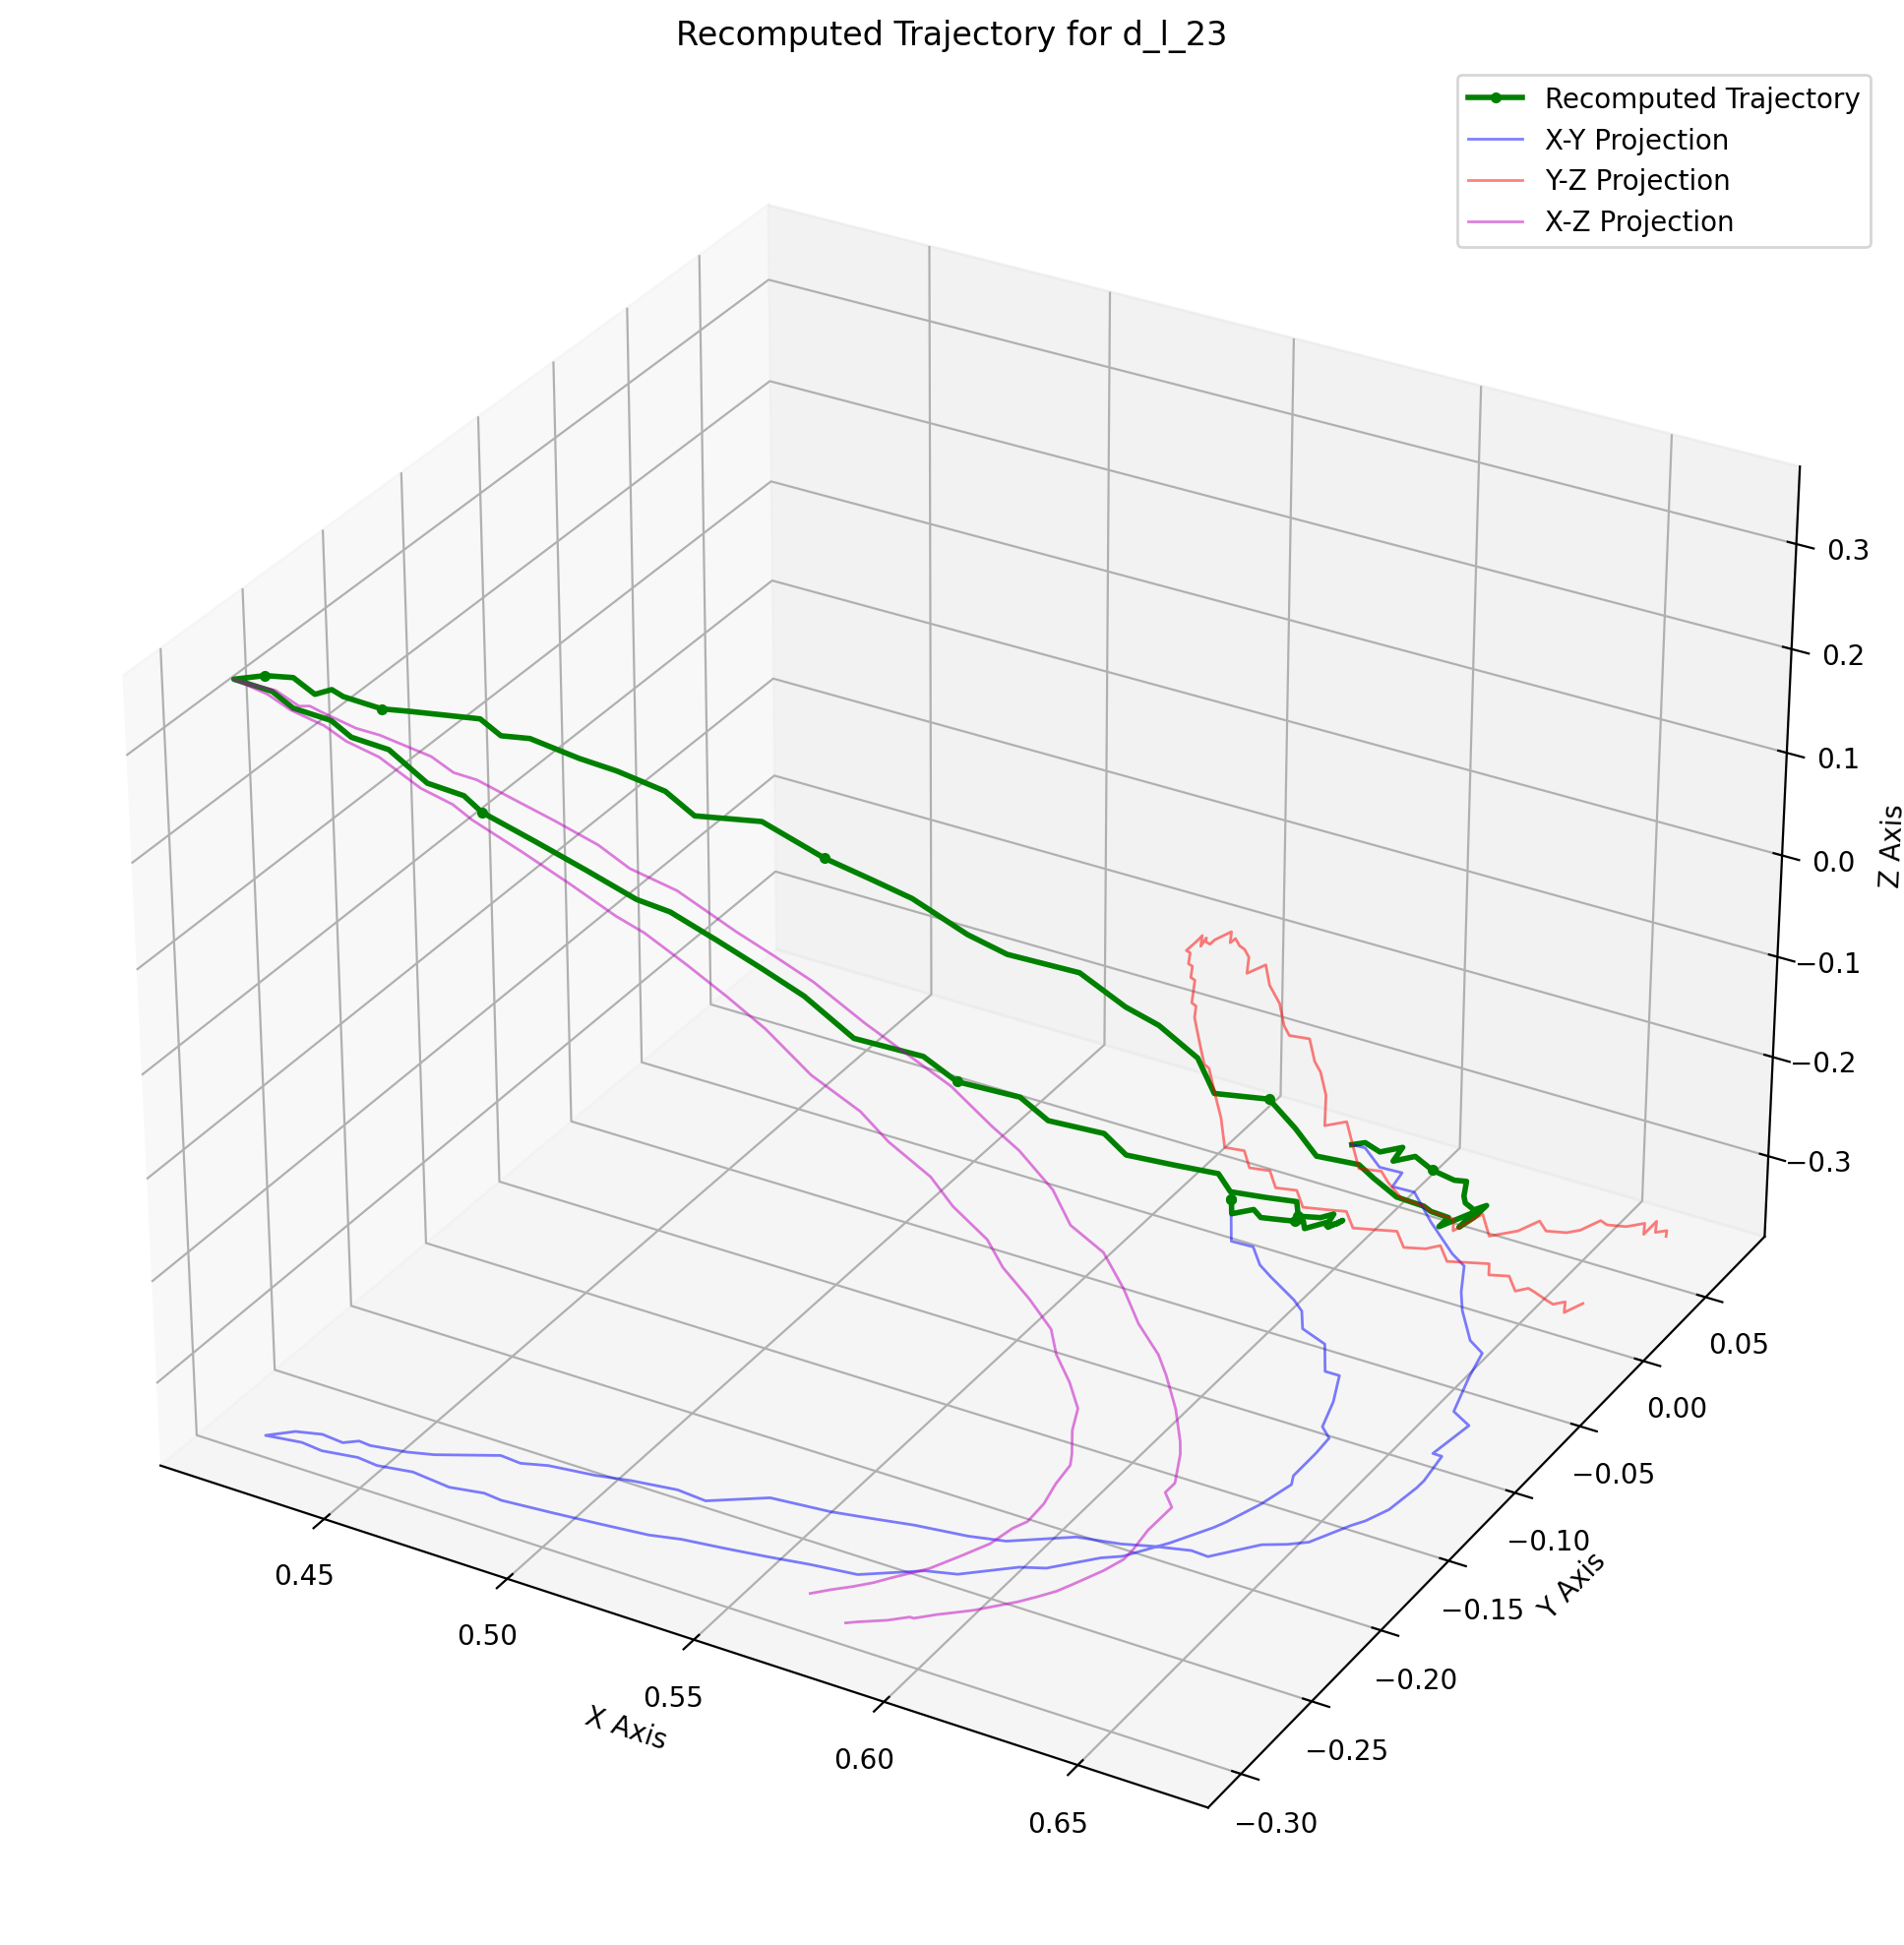 Recomputed Trajectory for d_l_23
Recomputed Trajectory
X-Y Projection
Y-Z Projection
X-Z Projection
0.3
0.2
0.1
0.0
−0.1
−0.2
−0.3
Z Axis
0.05
0.00
−0.05
−0.10
−0.15
−0.20
−0.25
−0.30
Y Axis
0.45
0.50
0.55
0.60
0.65
X Axis